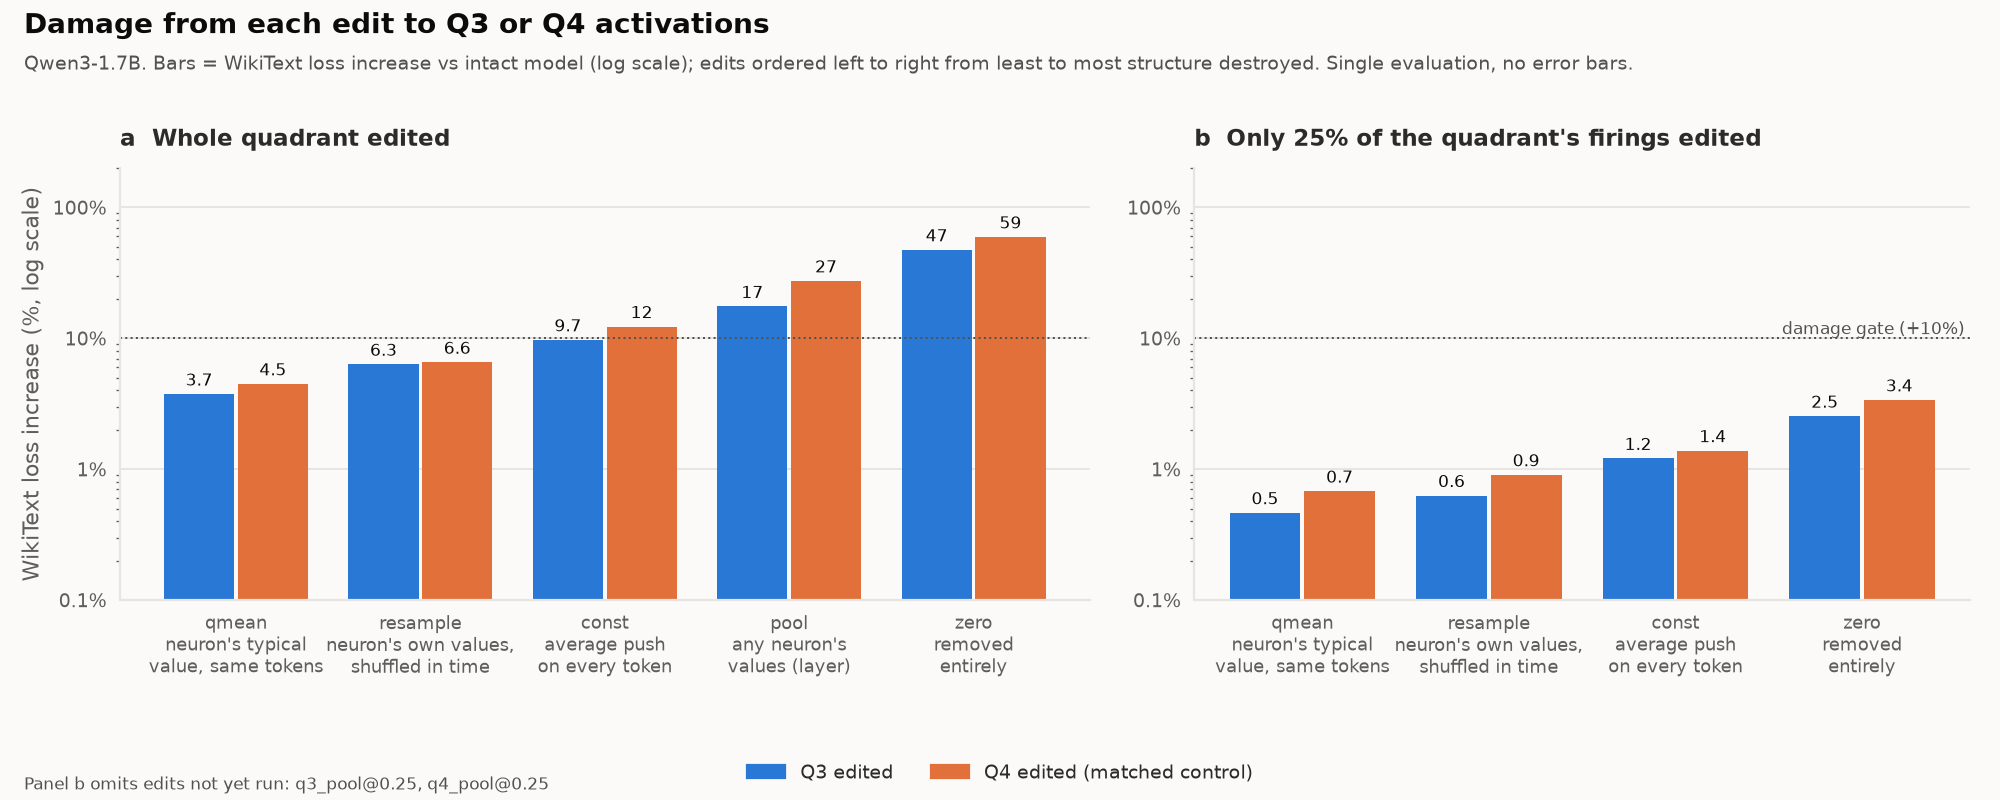 Damage from each edit to Q3 or Q4 activations
Qwen3-1.7B. Bars = WikiText loss increase vs intact model (log scale); edits ordered left to right from least to most structure destroyed. Single evaluation, no error bars.
a Whole quadrant edited
WikiText loss increase (%, log scale)
100%
10%
1%
0.1%
3.7
4.5
6.3
6.6
9.7
12
17
27
47
59
qmean
neuron's typical
value, same tokens
resample
neuron's own values,
shuffled in time
const
average push
on every token
pool
any neuron's
values (layer)
zero
removed
entirely
b Only 25% of the quadrant's firings edited
100%
10%
1%
0.1%
damage gate (+10%)
0.5
0.7
0.6
0.9
1.2
1.4
2.5
3.4
qmean
neuron's typical
value, same tokens
resample
neuron's own values,
shuffled in time
const
average push
on every token
zero
removed
entirely
Q3 edited
Q4 edited (matched control)
Panel b omits edits not yet run: q3_pool@0.25, q4_pool@0.25